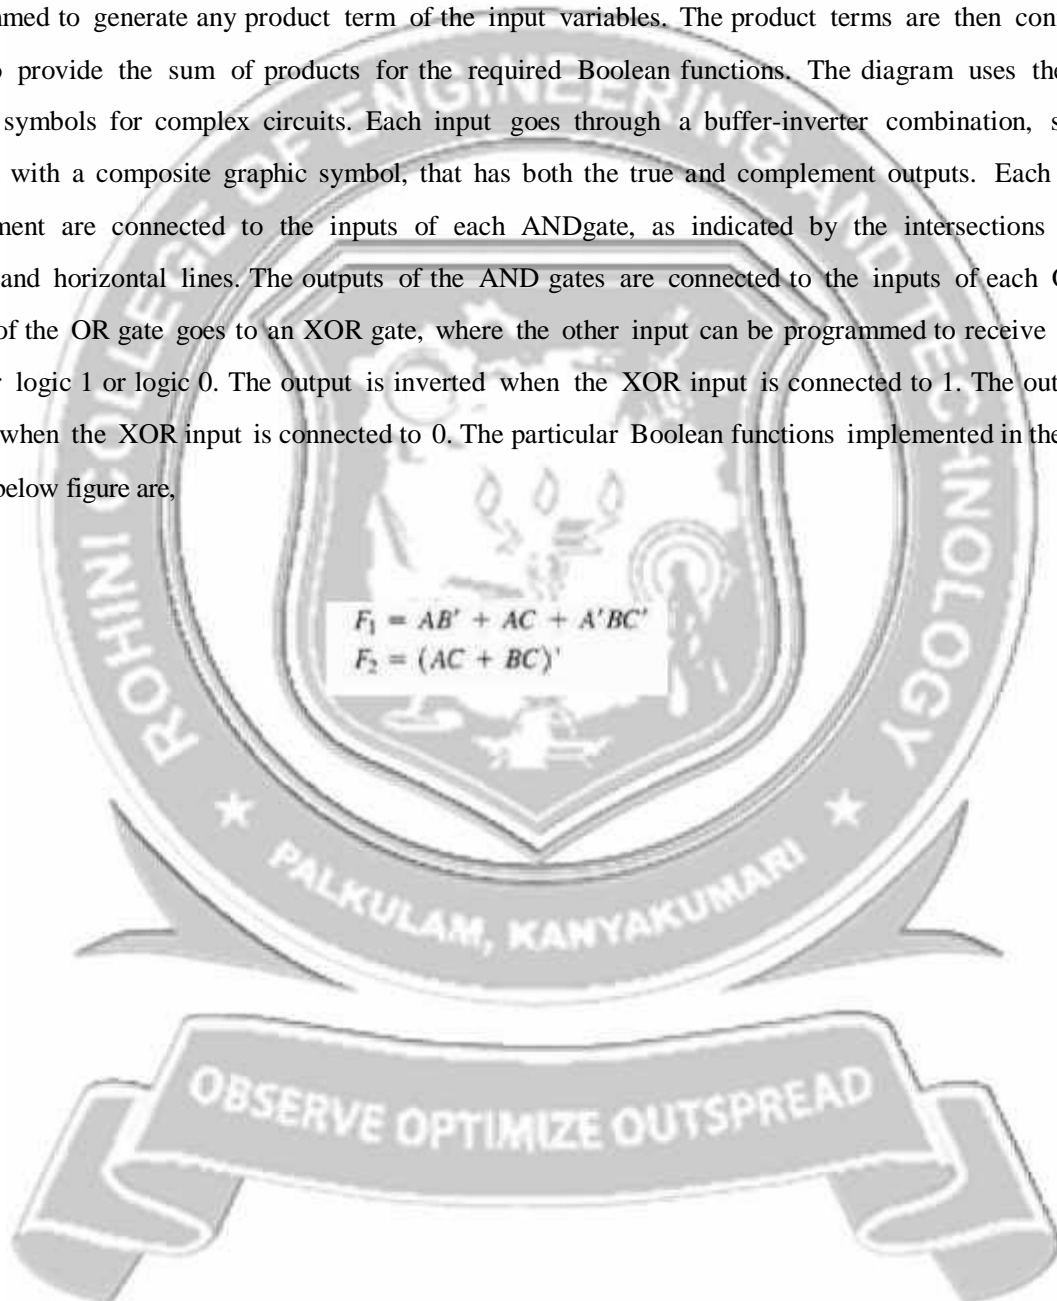 nmed to generate any product term of the input variables. The product terms are then con
provide the sum of products for the required Boolean functions. The diagram uses the
symbols for complex circuits. Each input goes through a buffer-inverter combination, s
with a composite graphic symbol, that has both the true and complement outputs. Each
ment are connected to the inputs of each ANDgate, as indicated by the intersections
and horizontal lines. The outputs of the AND gates are connected to the inputs of each
of the OR gate goes to an XOR gate, where the other input can be programmed to receive
logic 1 or logic 0. The output is inverted when the XOR input is connected to 1. The out
when the XOR input is connected to 0. The particular Boolean functions implemented in the
below figure are,
F₁ = AB' + AC + A'BC'
F₂ = (AC + BC)'
ROHINI COLLEGE OF ENGINEERING AND TECHNOLOGY
PALKULAM, KANYAKUMARI
OBSERVE OPTIMIZE OUTSPREAD